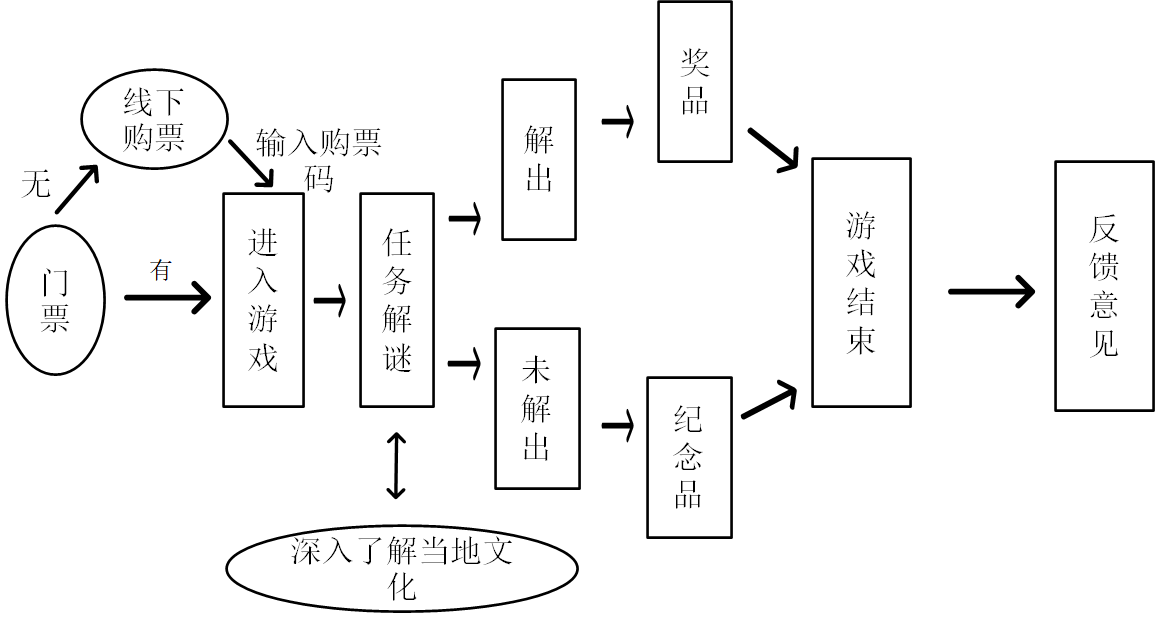 门
票
无
有
线下
购票
输入购票
码
进
入
游
戏
任
务
解
谜
深入了解当地文
化
解
出
未
解
出
奖
品
纪
念
品
游
戏
结
束
反
馈
意
见